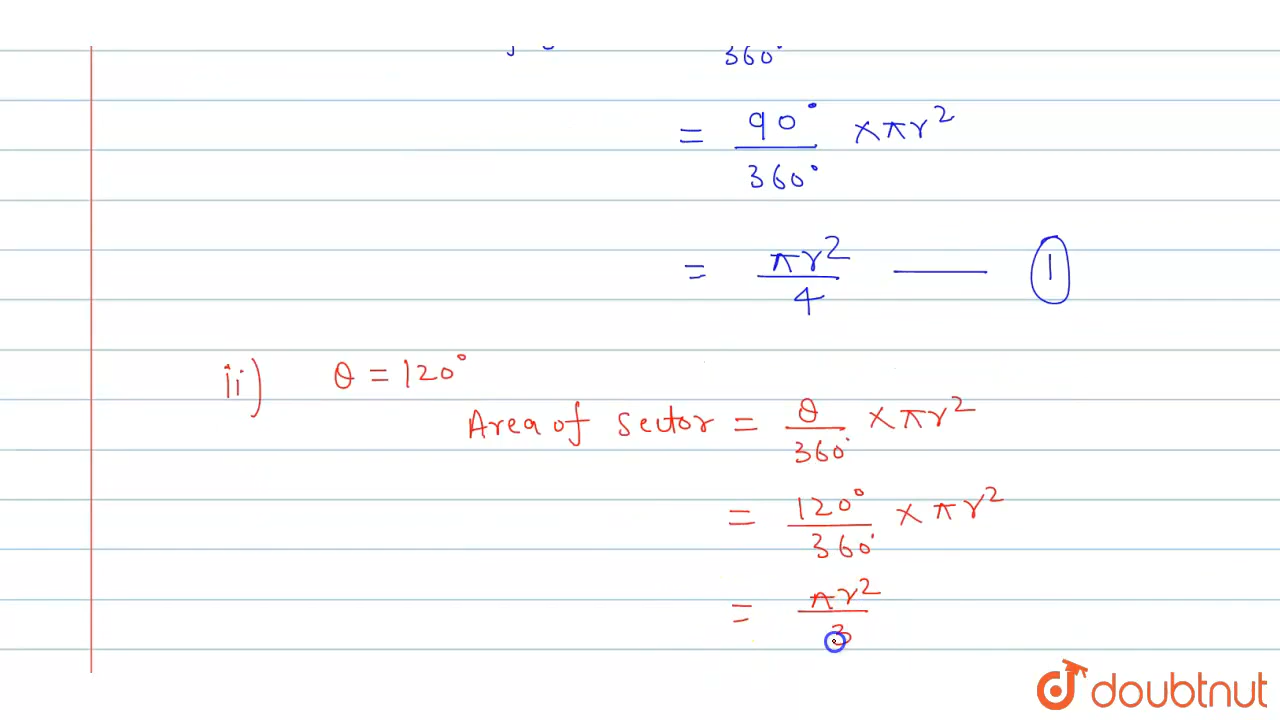 360°
= 90°/360° × πr²
= πr²/4 —— ①
ii) θ = 120°
Area of sector = θ/360° × πr²
= 120°/360° × πr²
= πr²/3
doubtnut